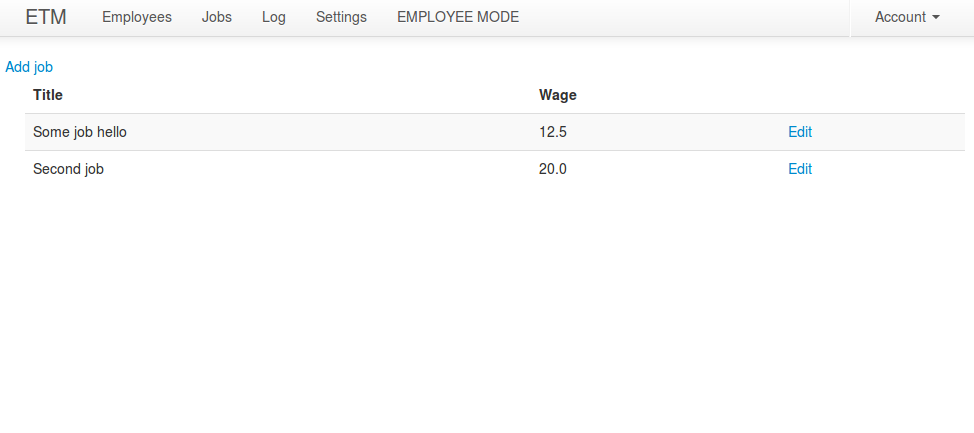 ETM Employees Jobs Log Settings EMPLOYEE MODE Account
Add job
Title Wage
Some job hello 12.5 Edit
Second job 20.0 Edit